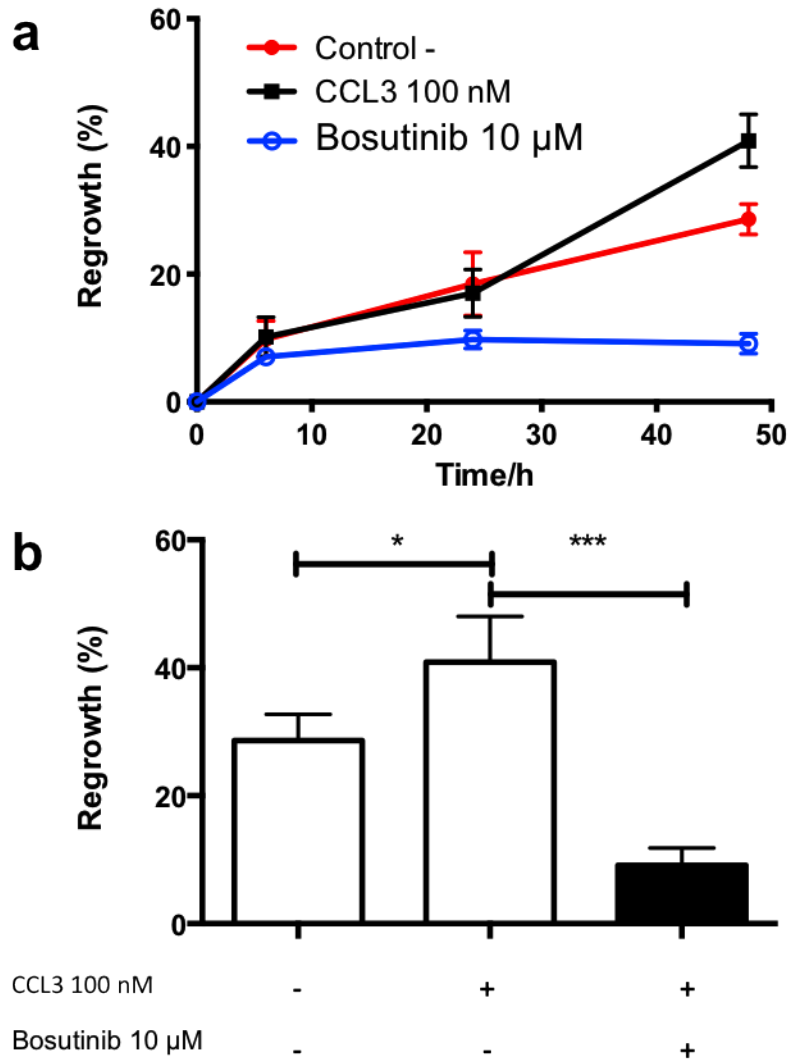 a
60
Control -
CCL3 100 nM
Bosutinib 10 µM
40
Regrowth (%)
20
0
0 10 20 30 40 50
Time/h
b
60
* ***
Regrowth (%)
40
20
0
CCL3 100 nM - + +
Bosutinib 10 µM - - +